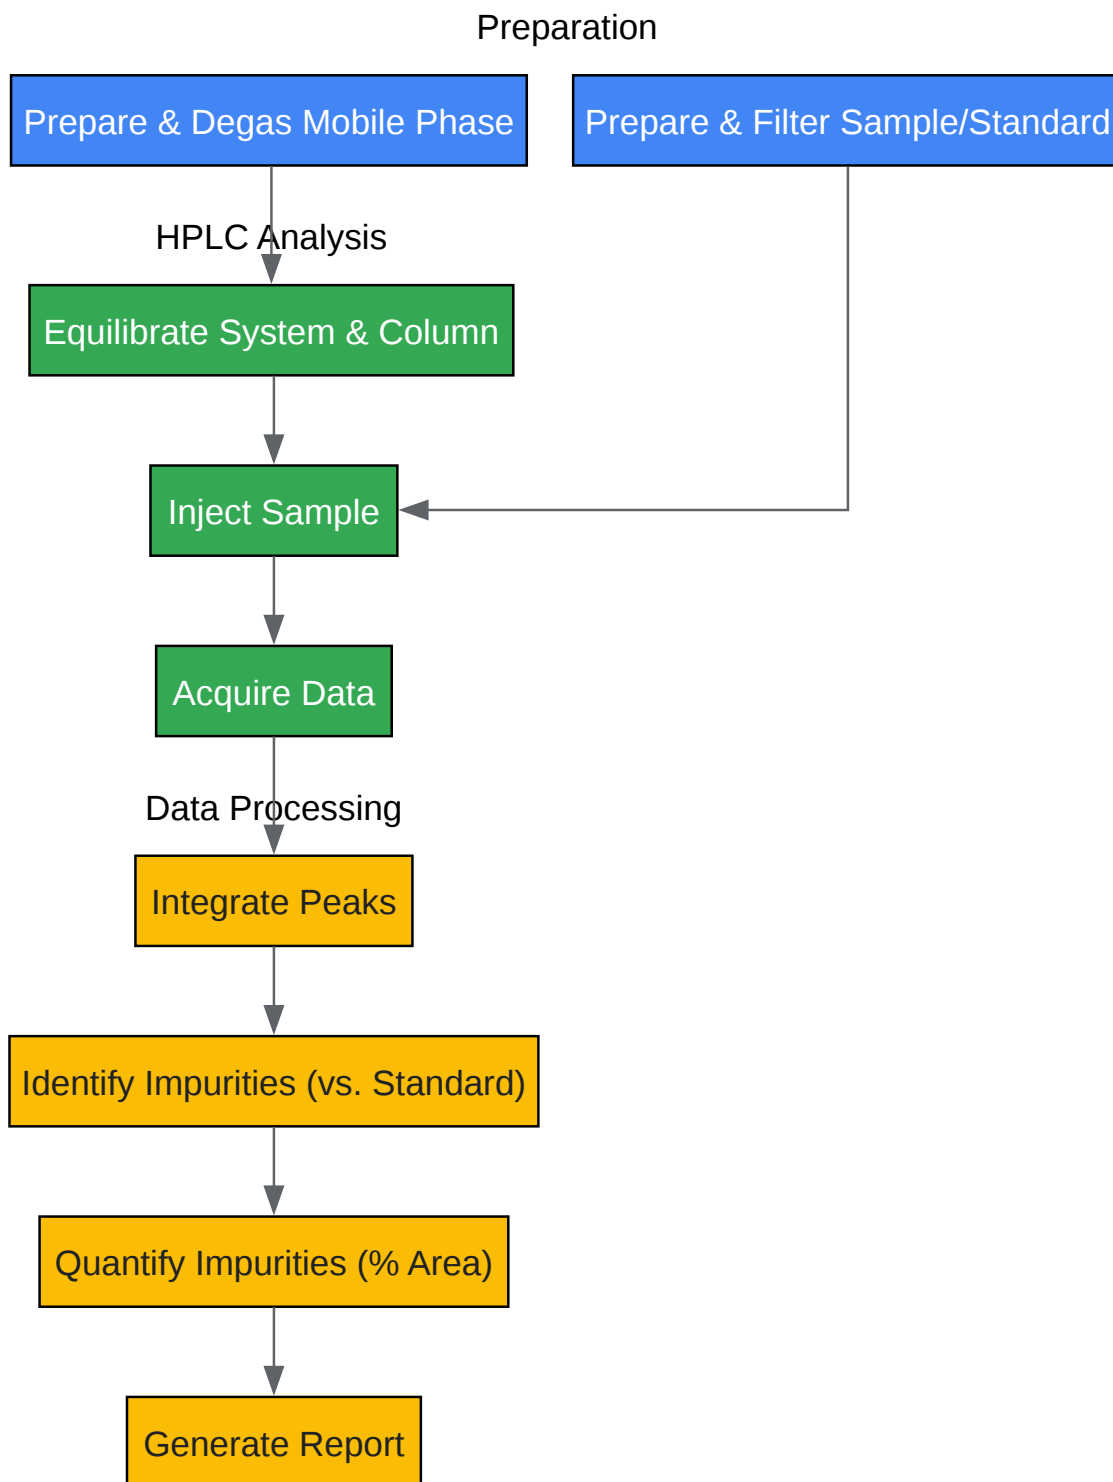 Preparation
Prepare & Degas Mobile Phase
Prepare & Filter Sample/Standard
HPLC Analysis
Equilibrate System & Column
Inject Sample
Acquire Data
Data Processing
Integrate Peaks
Identify Impurities (vs. Standard)
Quantify Impurities (% Area)
Generate Report